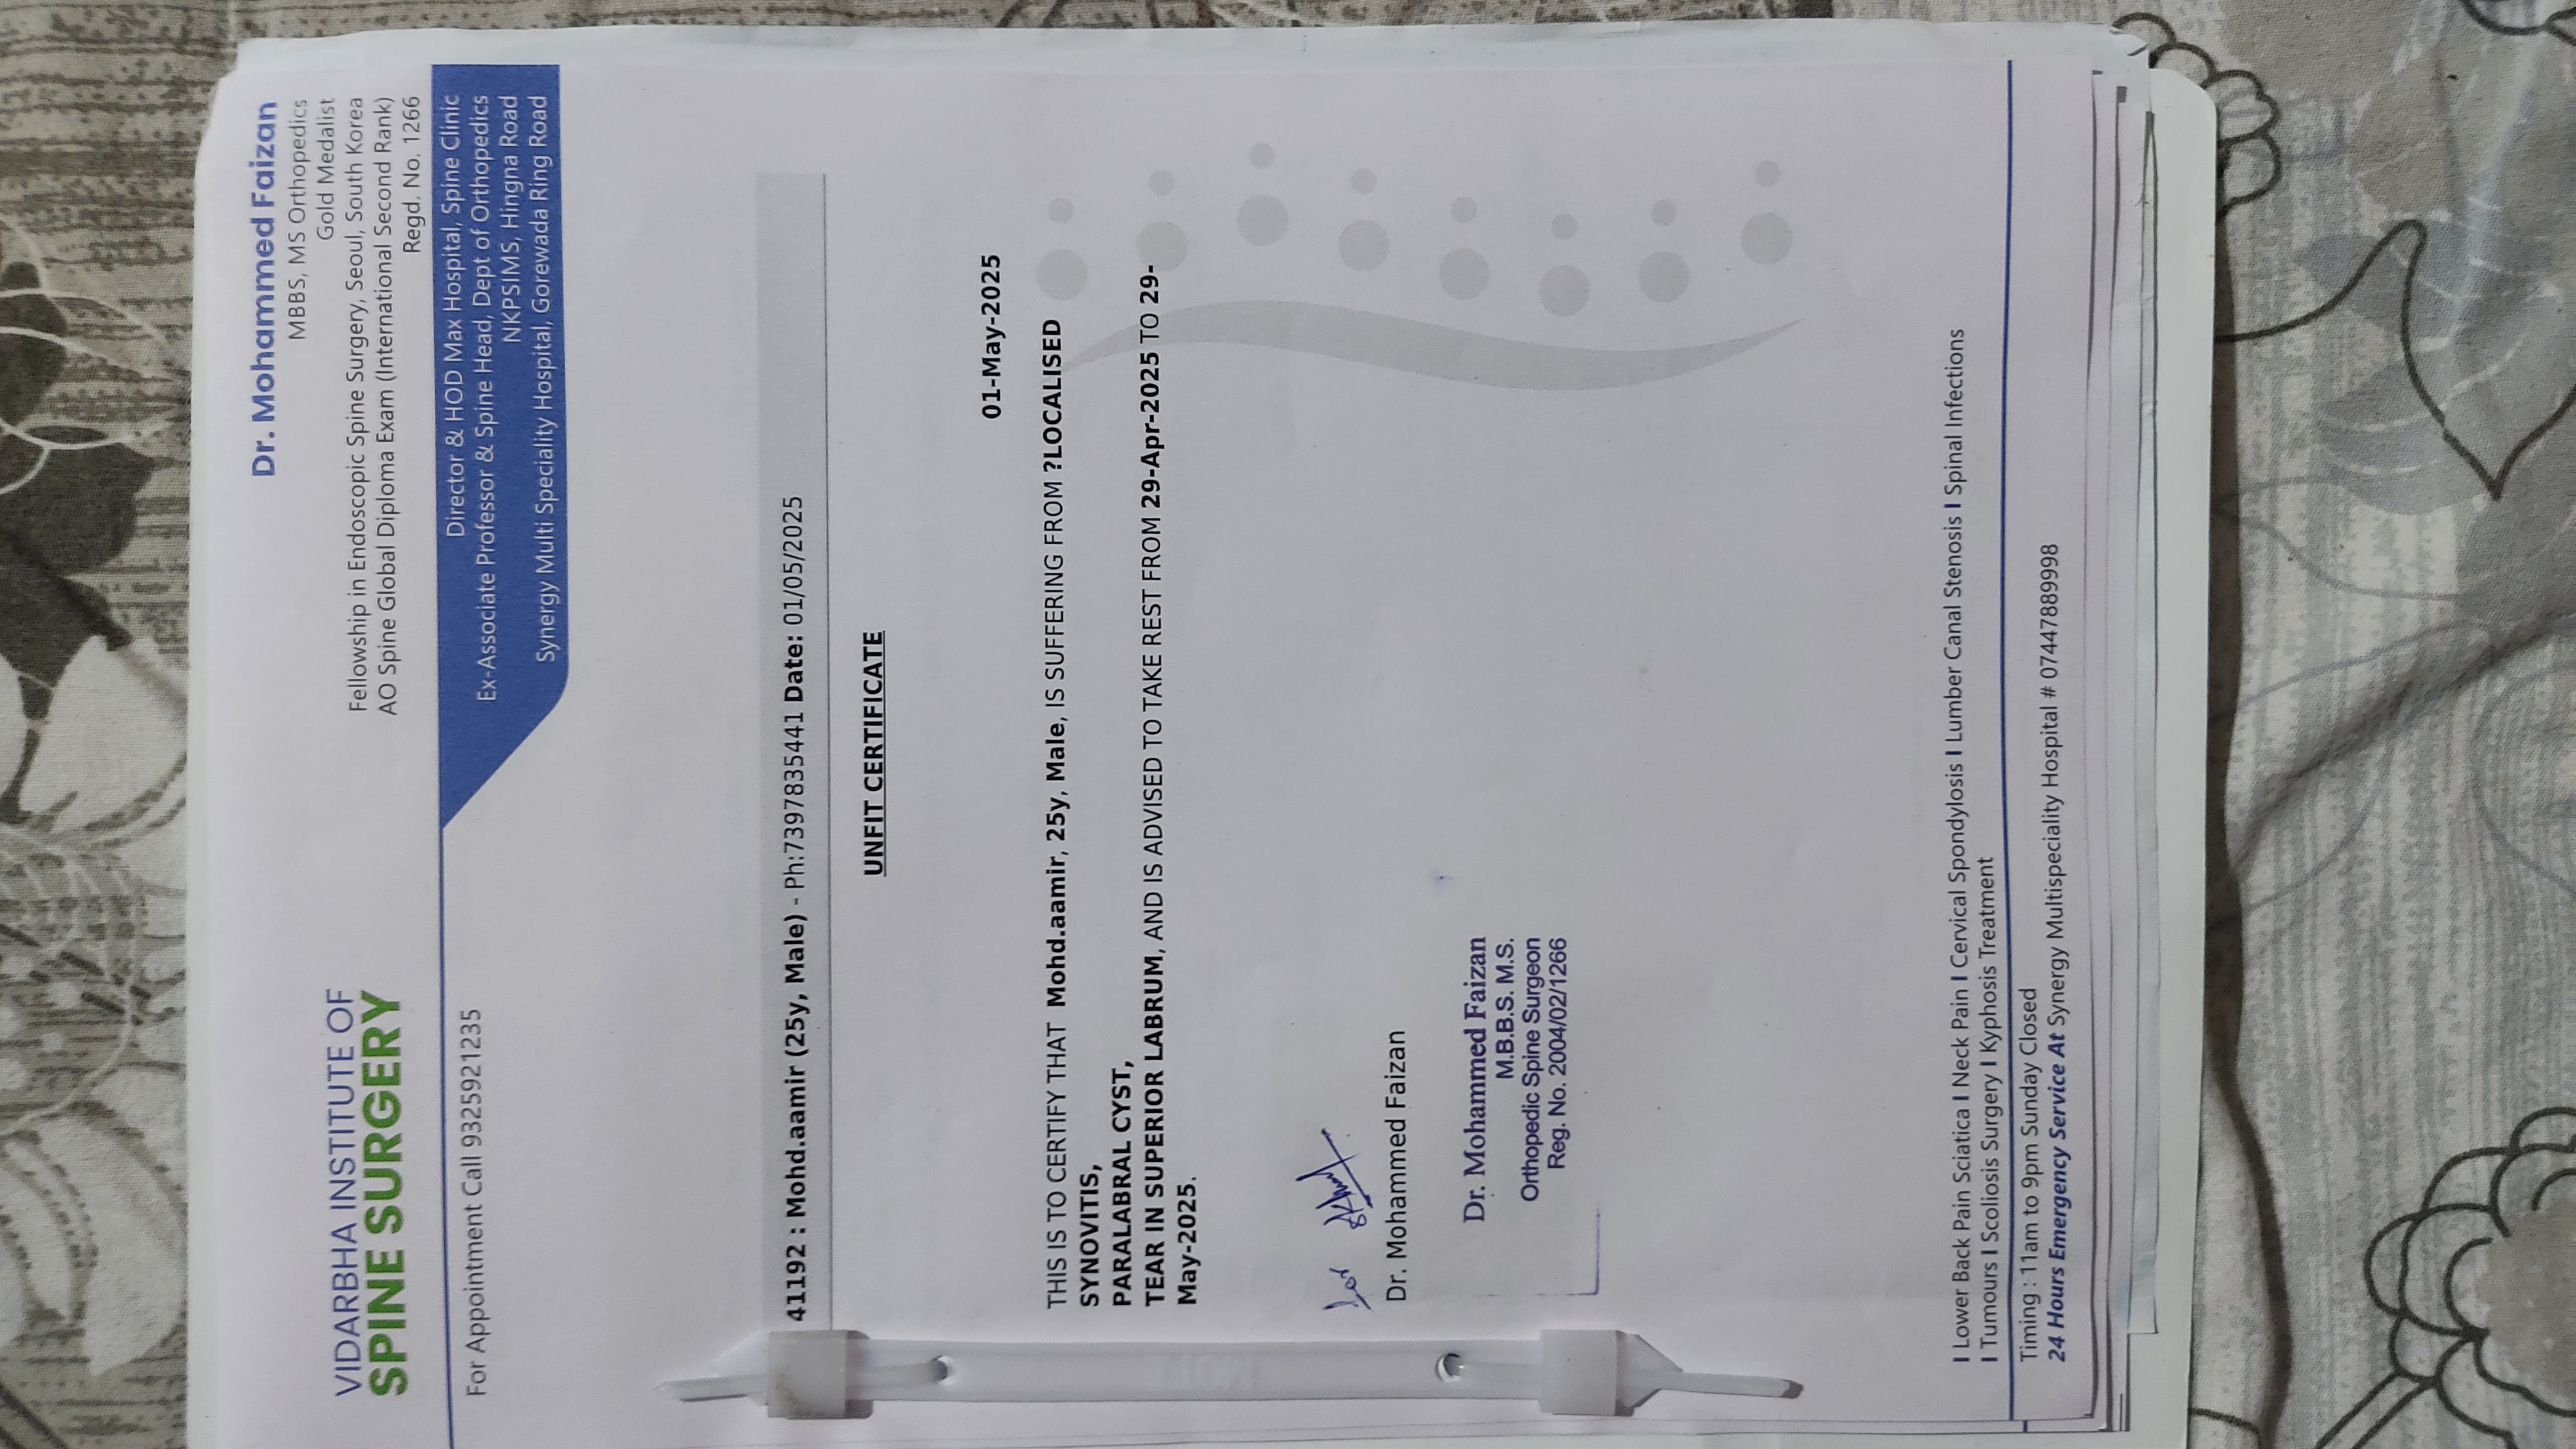 Dr. Mohammed Faizan
MBBS, MS Orthopedics
Gold Medalist
Fellowship in Endoscopic Spine Surgery, Seoul, South Korea
AO Spine Global Diploma Exam (International Second Rank)
Regd. No. 1266
VIDARBHA INSTITUTE OF
SPINE SURGERY
For Appointment Call 9325921235
Director & HOD Max Hospital, Spine Clinic
Ex-Associate Professor & Spine Head, Dept of Orthopedics
NKPSIMS, Hingna Road
Synergy Multi Speciality Hospital, Gorewada Ring Road
41192 : Mohd.aamir (25y, Male) - Ph:7397835441 Date: 01/05/2025
UNFIT CERTIFICATE
01-May-2025
THIS IS TO CERTIFY THAT Mohd.aamir, 25y, Male, IS SUFFERING FROM ?LOCALISED
SYNOVITIS,
PARALABRAL CYST,
TEAR IN SUPERIOR LABRUM, AND IS ADVISED TO TAKE REST FROM 29-Apr-2025 TO 29-
May-2025.
for
Dr. Mohammed Faizan
Dr. Mohammed Faizan
M.B.B.S. M.S.
Orthopedic Spine Surgeon
Reg. No. 2004/02/1266
I Lower Back Pain Sciatica I Neck Pain I Cervical Spondylosis I Lumber Canal Stenosis I Spinal Infections
I Tumours I Scoliosis Surgery I Kyphosis Treatment
Timing : 11am to 9pm Sunday Closed
24 Hours Emergency Service At Synergy Multispeciality Hospital # 07447889998